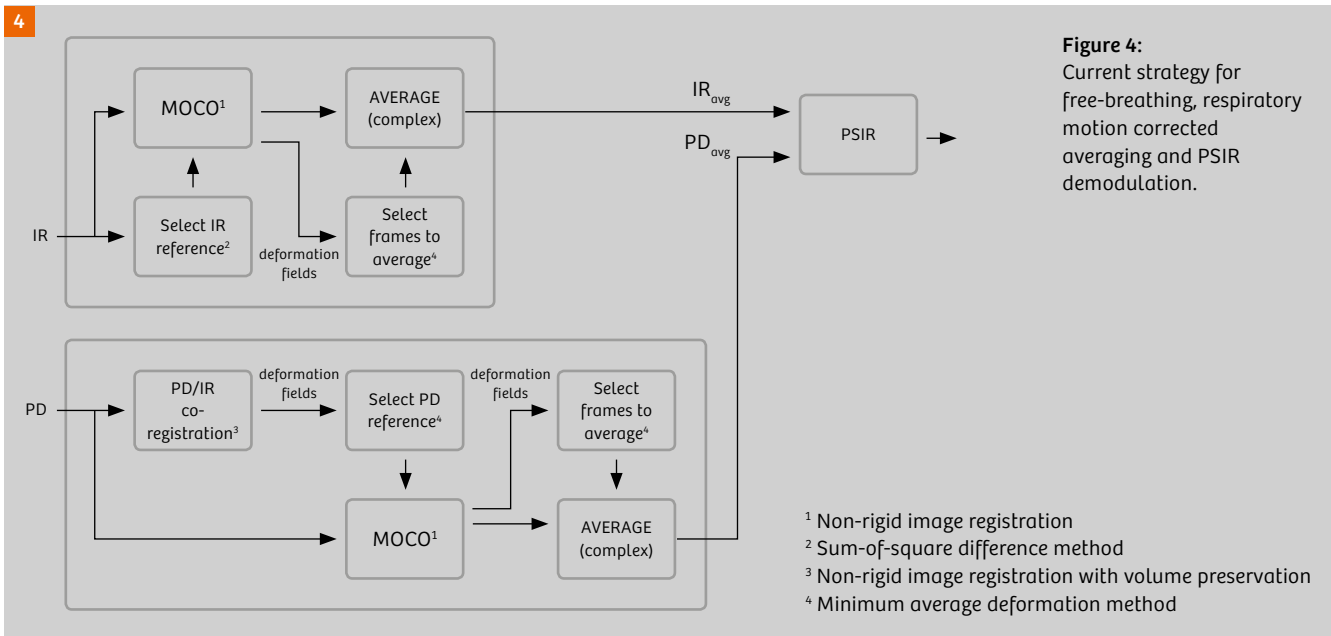 4
MOCO¹
AVERAGE
(complex)
Select IR
reference²
Select
frames to
average⁴
IR
deformation
fields
IRavg
PDavg
PSIR
Figure 4:
Current strategy for
free-breathing, respiratory
motion corrected
averaging and PSIR
demodulation.
PD
PD/IR
co-
registration³
deformation
fields
Select PD
reference⁴
deformation
fields
Select
frames to
average⁴
MOCO¹
AVERAGE
(complex)
¹ Non-rigid image registration
² Sum-of-square difference method
³ Non-rigid image registration with volume preservation
⁴ Minimum average deformation method